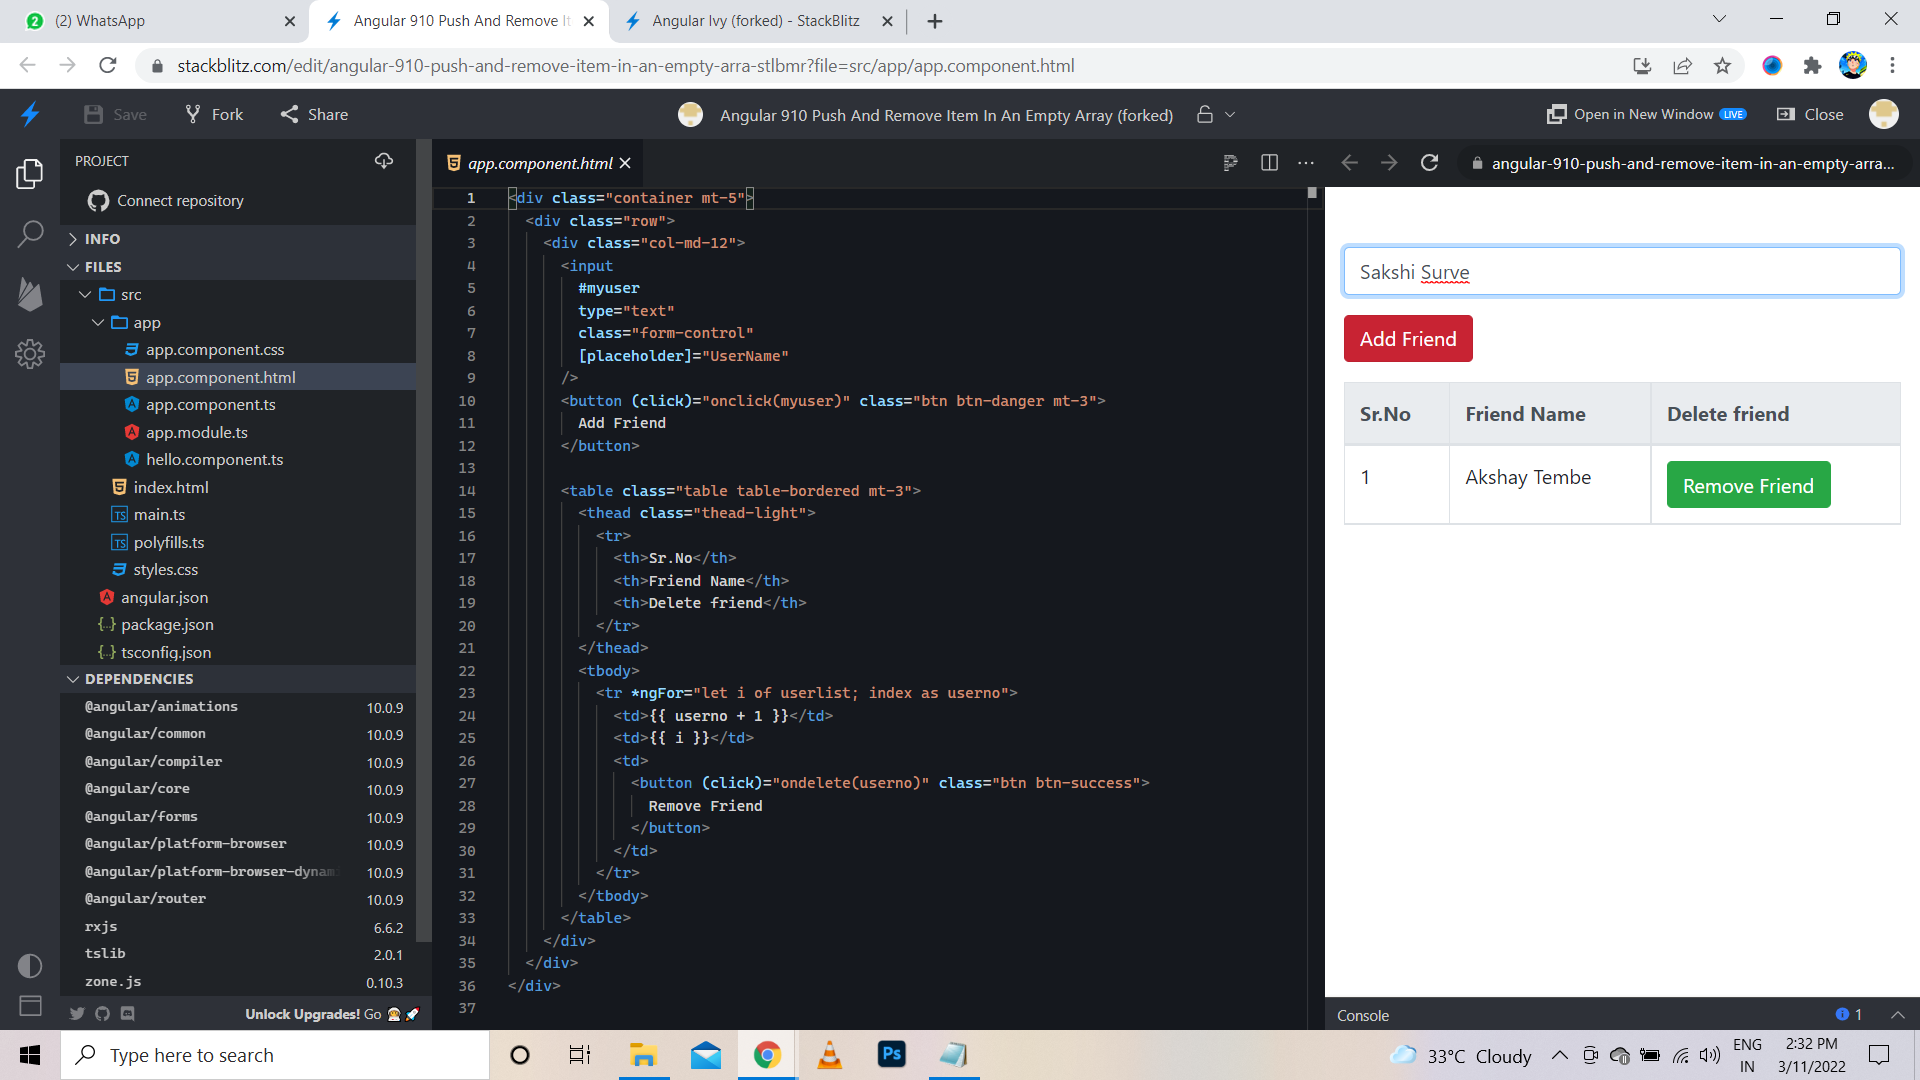 2 (2) WhatsApp
Angular 910 Push And Remove It
Angular Ivy (forked) - StackBlitz
stackblitz.com/edit/angular-910-push-and-remove-item-in-an-empty-arra-stlbmr?file=src/app/app.component.html
Save Fork Share
Angular 910 Push And Remove Item In An Empty Array (forked)
Open in New Window LIVE Close
PROJECT
Connect repository
INFO
FILES
src
app
app.component.css
app.component.html
app.component.ts
app.module.ts
hello.component.ts
index.html
TS main.ts
TS polyfills.ts
styles.css
angular.json
{..} package.json
{..} tsconfig.json
DEPENDENCIES
@angular/animations 10.0.9
@angular/common 10.0.9
@angular/compiler 10.0.9
@angular/core 10.0.9
@angular/forms 10.0.9
@angular/platform-browser 10.0.9
@angular/platform-browser-dynam 10.0.9
@angular/router 10.0.9
rxjs 6.6.2
tslib 2.0.1
zone.js 0.10.3
Unlock Upgrades! Go
app.component.html
1 <div class="container mt-5">
2 <div class="row">
3 <div class="col-md-12">
4 <input
5 #myuser
6 type="text"
7 class="form-control"
8 [placeholder]="UserName"
9 />
10 <button (click)="onclick(myuser)" class="btn btn-danger mt-3">
11 Add Friend
12 </button>
13
14 <table class="table table-bordered mt-3">
15 <thead class="thead-light">
16 <tr>
17 <th>Sr.No</th>
18 <th>Friend Name</th>
19 <th>Delete friend</th>
20 </tr>
21 </thead>
22 <tbody>
23 <tr *ngFor="let i of userlist; index as userno">
24 <td>{{ userno + 1 }}</td>
25 <td>{{ i }}</td>
26 <td>
27 <button (click)="ondelete(userno)" class="btn btn-success">
28 Remove Friend
29 </button>
30 </td>
31 </tr>
32 </tbody>
33 </table>
34 </div>
35 </div>
36 </div>
37
angular-910-push-and-remove-item-in-an-empty-arra...
Sakshi Surve
Add Friend
Sr.No Friend Name Delete friend
1 Akshay Tembe Remove Friend
Console 1
Type here to search
Ps
33°C Cloudy
ENG
IN
2:32 PM
3/11/2022